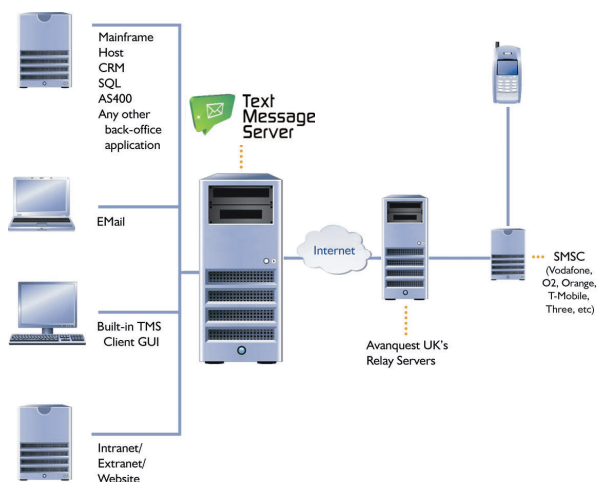 Mainframe
Host
CRM
SQL
AS400
Any other
back-office
application
Text
Message
Server
EMail
Internet
SMSC
(Vodafone,
O2, Orange,
T-Mobile,
Three, etc)
Built-in TMS
Client GUI
Avanquest UK's
Relay Servers
Intranet/
Extranet/
Website